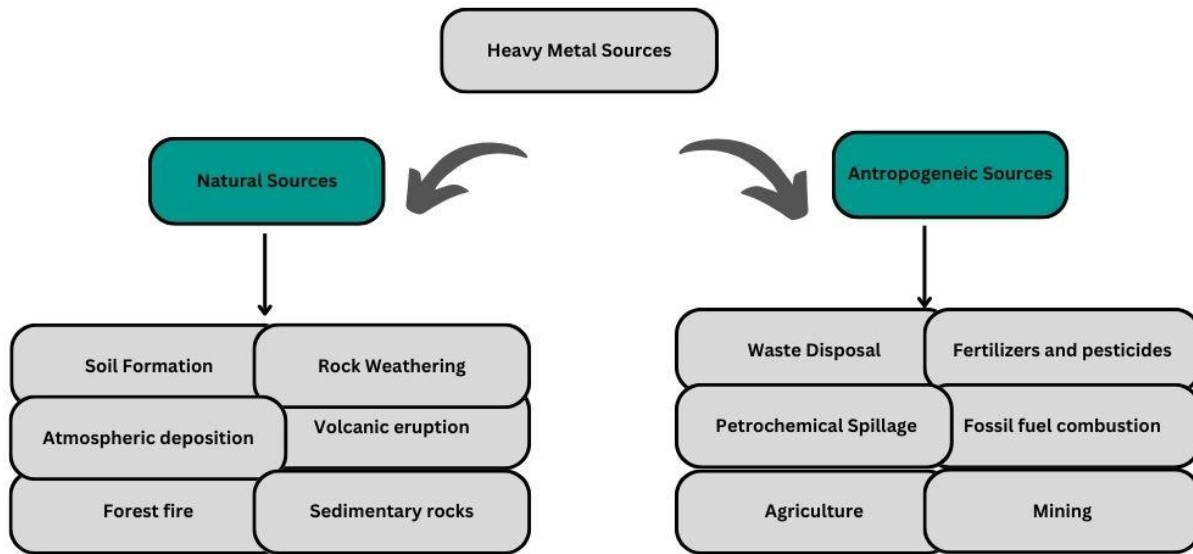 Heavy Metal Sources
Natural Sources
Antropogeneic Sources
Soil Formation
Rock Weathering
Atmospheric deposition
Volcanic eruption
Forest fire
Sedimentary rocks
Waste Disposal
Fertilizers and pesticides
Petrochemical Spillage
Fossil fuel combustion
Agriculture
Mining